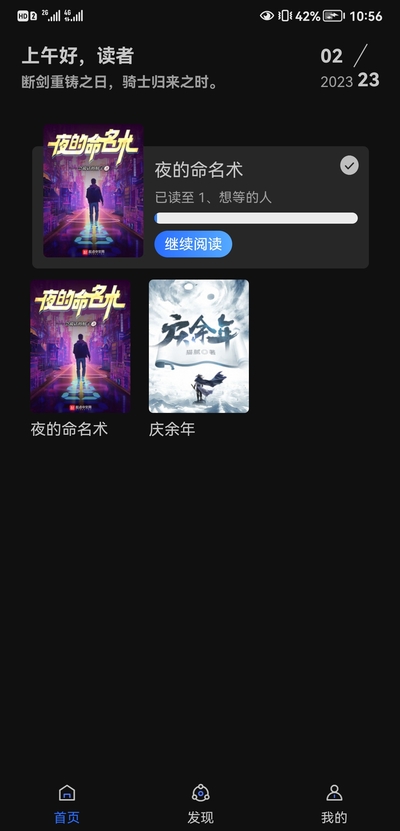 HD 2 2G 4G 42% 10:56
上午好，读者
02
断剑重铸之日，骑士归来之时。
2023 23
夜的命名术
夜的命名术
已读至 1、想等的人
继续阅读
夜的命名术
庆余年
夜的命名术
庆余年
首页
发现
我的